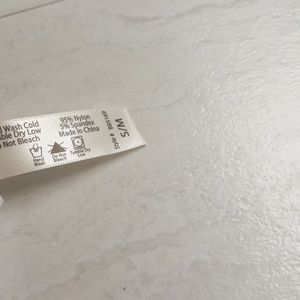 Wash Cold
ble Dry Low
Not Bleach
95% Nylon
5% Spandex
Made in China
Hand
Wash
Do Not
Bleach
Tumble Dry
Low
S/M
Style #